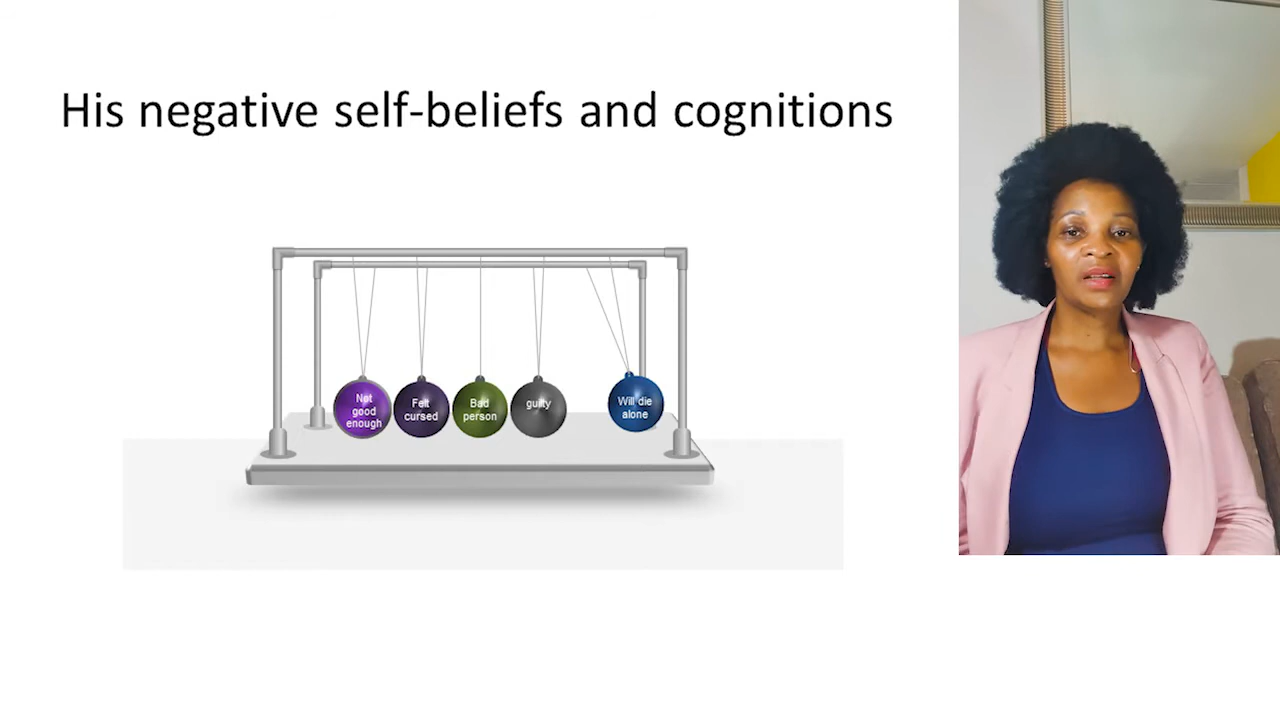 His negative self-beliefs and cognitions
Not
good
enough
Felt
cursed
Bad
person
guilty
Will die
alone